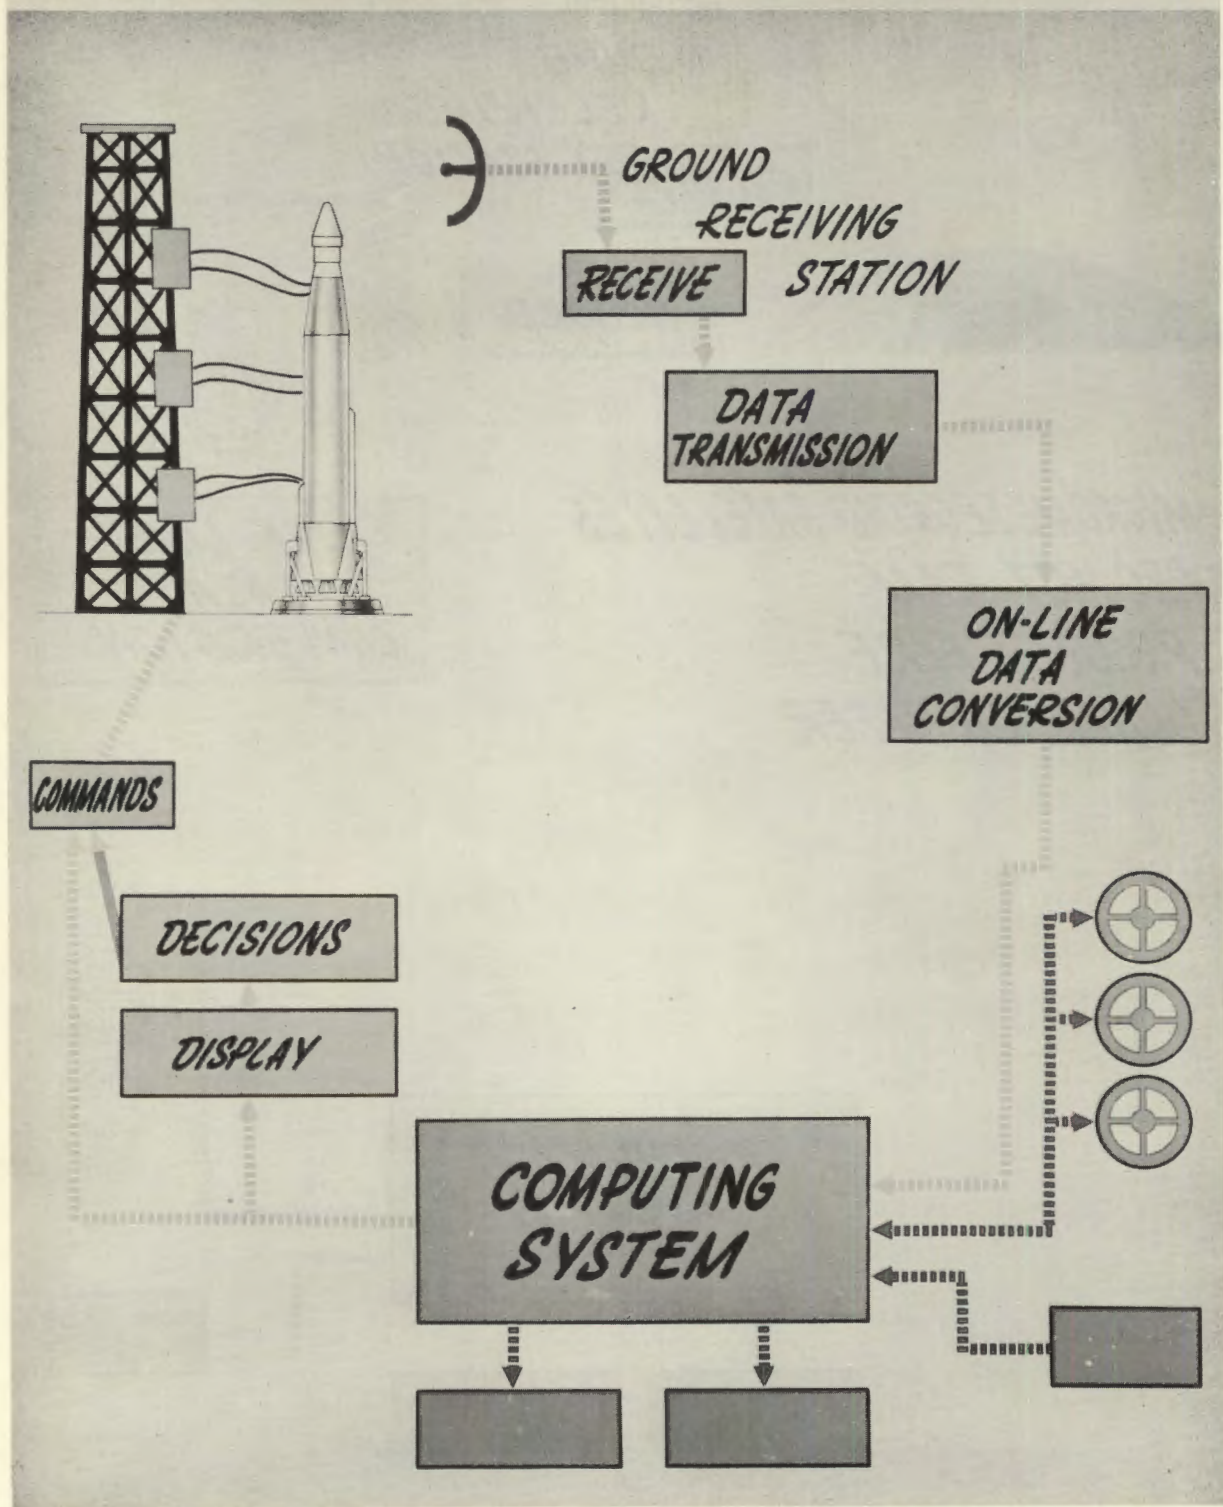 GROUND
RECEIVING
STATION
RECEIVE
DATA
TRANSMISSION
ON-LINE
DATA
CONVERSION
COMMANDS
DECISIONS
DISPLAY
COMPUTING
SYSTEM